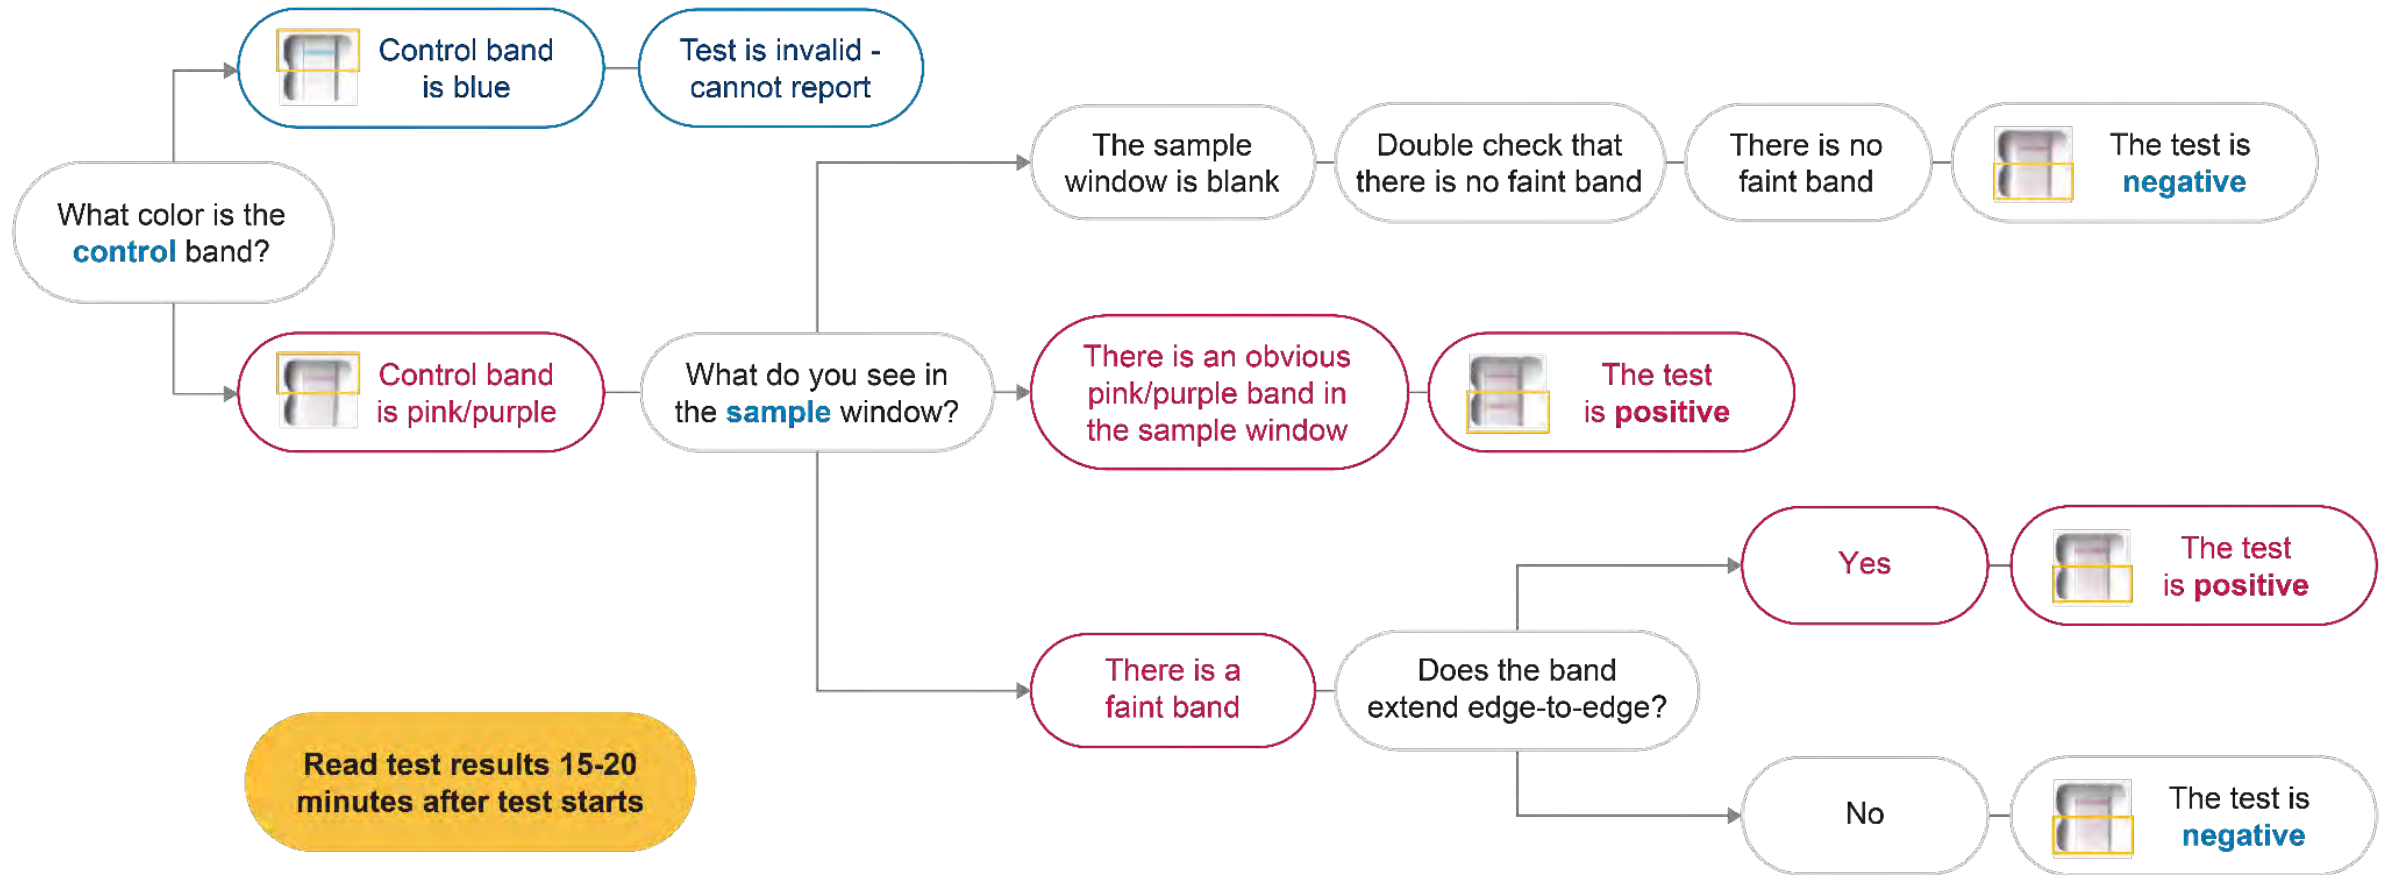 What color is the
control band?
Control band
is blue
Test is invalid -
cannot report
Control band
is pink/purple
What do you see in
the sample window?
The sample
window is blank
Double check that
there is no faint band
There is no
faint band
The test is
negative
There is an obvious
pink/purple band in
the sample window
The test
is positive
There is a
faint band
Does the band
extend edge-to-edge?
Yes
The test
is positive
No
The test is
negative
Read test results 15-20
minutes after test starts